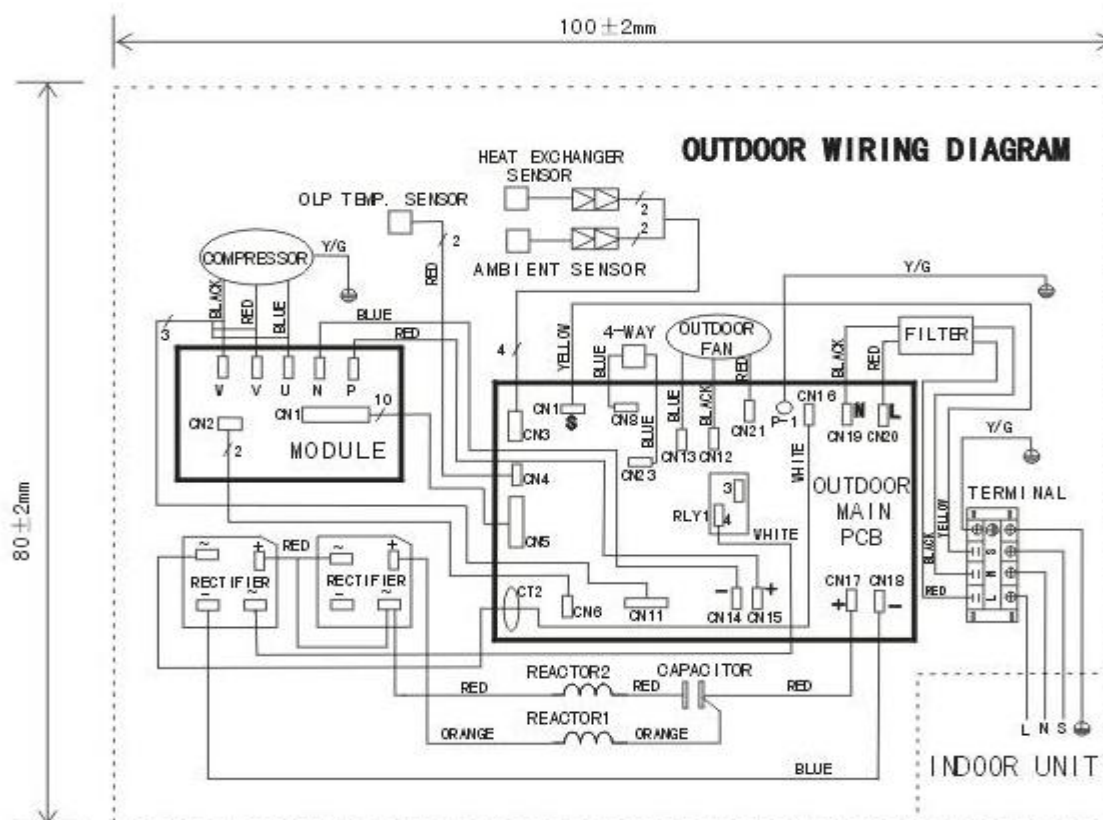 100±2mm
80±2mm
OUTDOOR WIRING DIAGRAM
HEAT EXCHANGER
SENSOR
OLP TEMP. SENSOR
2
2
2
RED
AMBIENT SENSOR
COMPRESSOR
Y/G
Y/G
BLACK
RED
BLUE
3
BLUE
RED
4
YELLOW
BLUE
4-WAY
BLUE
OUTDOOR
FAN
BLUE
BLACK
RED
BLACK
RED
FILTER
W V U N P
CN1
10
CN2
2
MODULE
CN3
CN1
S
CN8
CN23
CN13
CN12
CN21
P1
CN16
WHITE
N
L
CN19
CN20
Y/G
CN4
CN5
3
4
RLY1
WHITE
OUTDOOR
MAIN
PCB
TERMINAL
YELLOW
BLACK
RED
S
N
L
~
+
RED
~
+
RECTIFIER
RECTIFIER
-
~
-
~
CT2
CN6
CN11
-
+
CN14
CN15
CN17
CN18
+
-
REACTOR2
RED
RED
CAPACITOR
RED
REACTOR1
ORANGE
ORANGE
BLUE
L N S
INDOOR UNIT